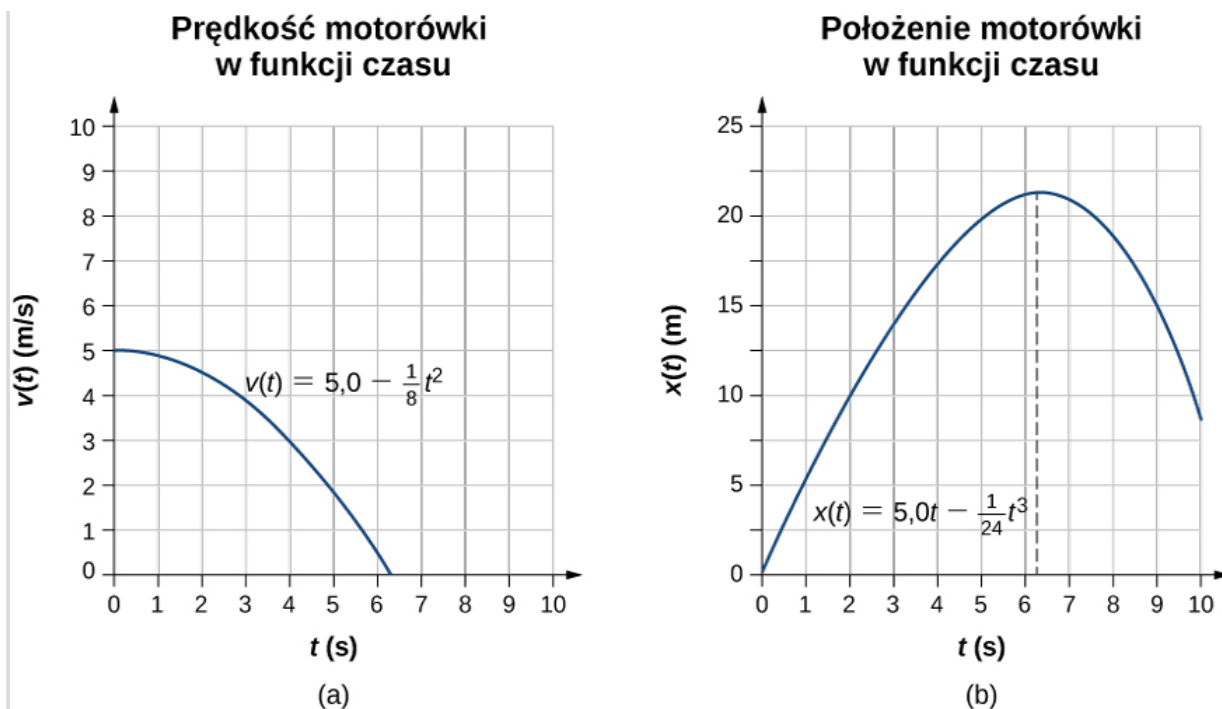 Prędkość motorówki
w funkcji czasu
10
9
8
7
6
5
4
3
2
1
0
v(t) (m/s)
v(t) = 5,0 − 1/8 t²
0 1 2 3 4 5 6 7 8 9 10
t (s)
(a)
Położenie motorówki
w funkcji czasu
25
20
15
10
5
0
x(t) (m)
x(t) = 5,0t − 1/24 t³
0 1 2 3 4 5 6 7 8 9 10
t (s)
(b)